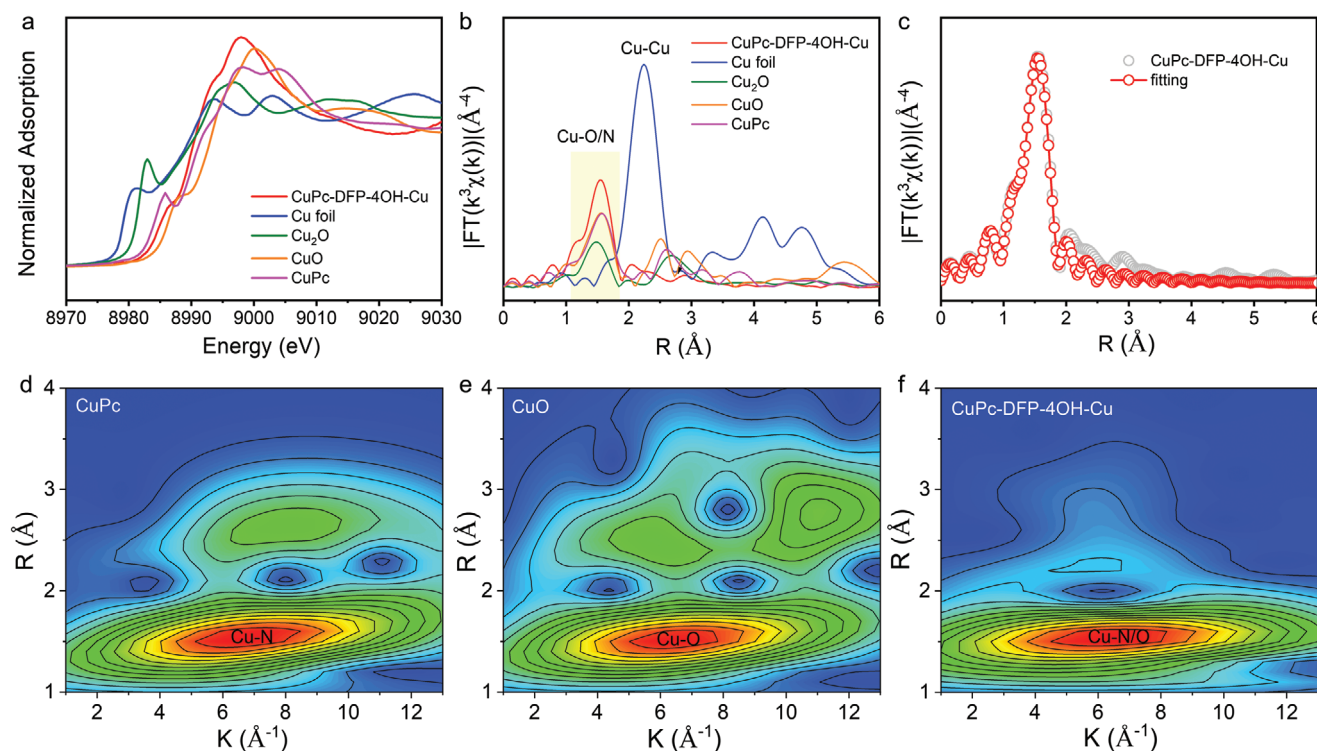 a
Normalized Adsorption
CuPc-DFP-4OH-Cu
Cu foil
Cu₂O
CuO
CuPc
8970 8980 8990 9000 9010 9020 9030
Energy (eV)
b
|FT(k³χ(k))|(Å⁻⁴)
Cu-Cu
Cu-O/N
CuPc-DFP-4OH-Cu
Cu foil
Cu₂O
CuO
CuPc
0 1 2 3 4 5 6
R (Å)
c
|FT(k³χ(k))|(Å⁻⁴)
CuPc-DFP-4OH-Cu
fitting
0 1 2 3 4 5 6
R (Å)
d
CuPc
R (Å)
4
3
2
1
Cu-N
2 4 6 8 10 12
K (Å⁻¹)
e
CuO
R (Å)
4
3
2
1
Cu-O
2 4 6 8 10 12
K (Å⁻¹)
f
CuPc-DFP-4OH-Cu
R (Å)
4
3
2
1
Cu-N/O
2 4 6 8 10 12
K (Å⁻¹)